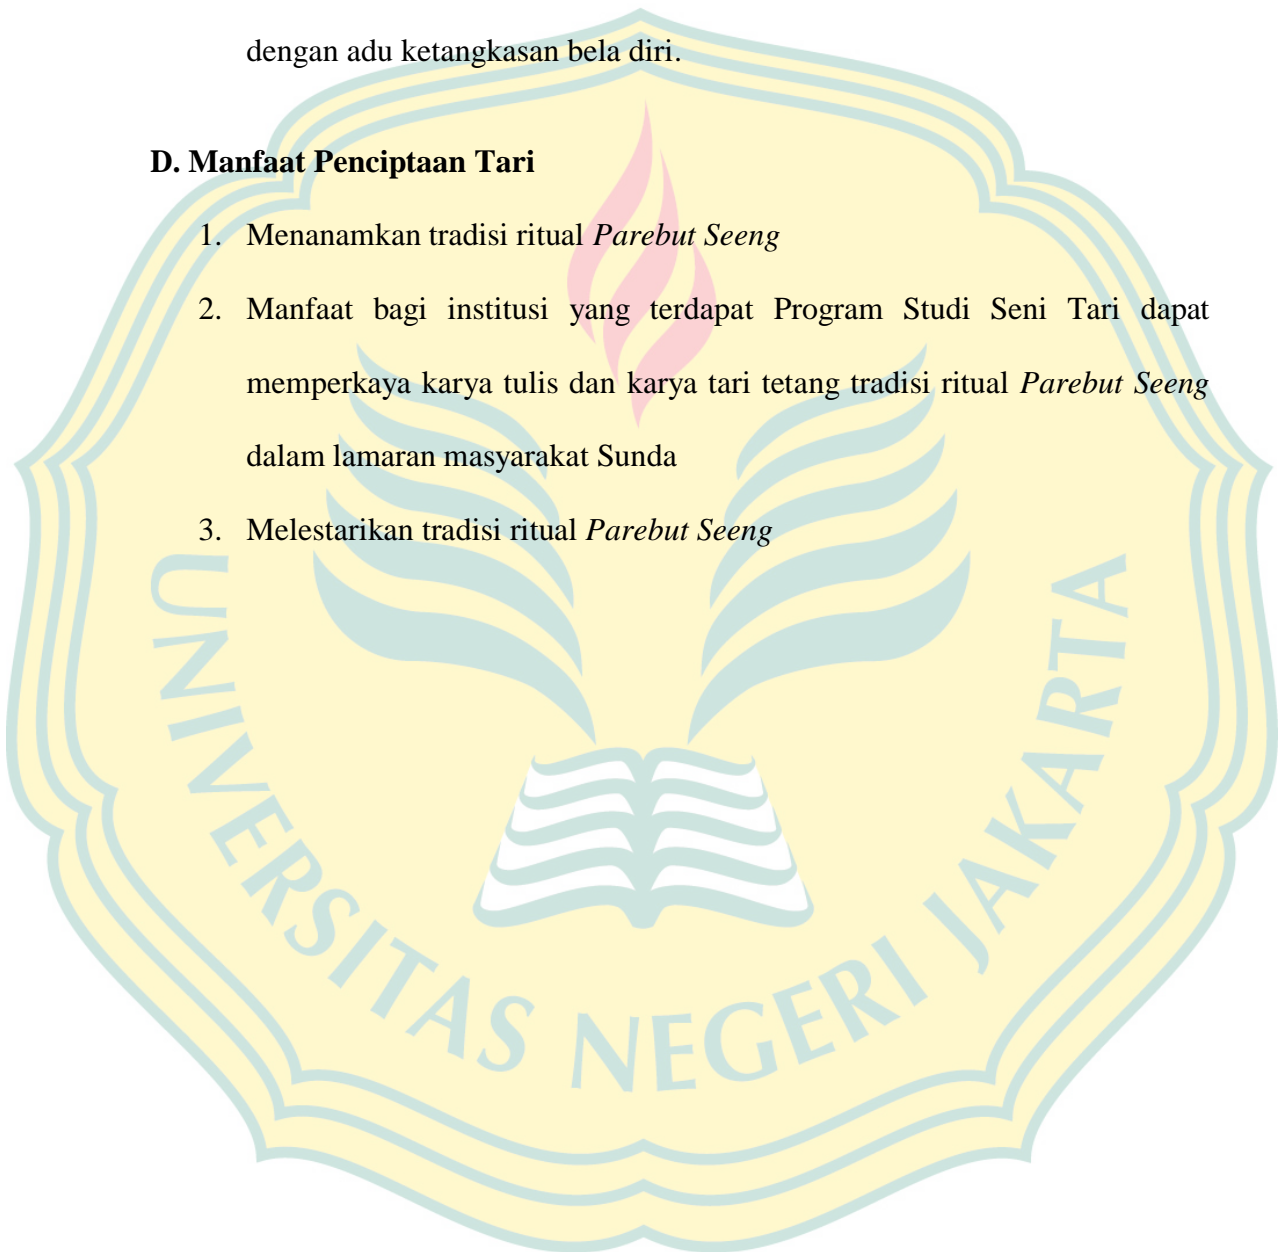 dengan adu ketangkasan bela diri.
D. Manfaat Penciptaan Tari
1. Menanamkan tradisi ritual Parebut Seeng
2. Manfaat bagi institusi yang terdapat Program Studi Seni Tari dapat
memperkaya karya tulis dan karya tari tetang tradisi ritual Parebut Seeng
dalam lamaran masyarakat Sunda
3. Melestarikan tradisi ritual Parebut Seeng
UNIVERSITAS NEGERI JAKARTA